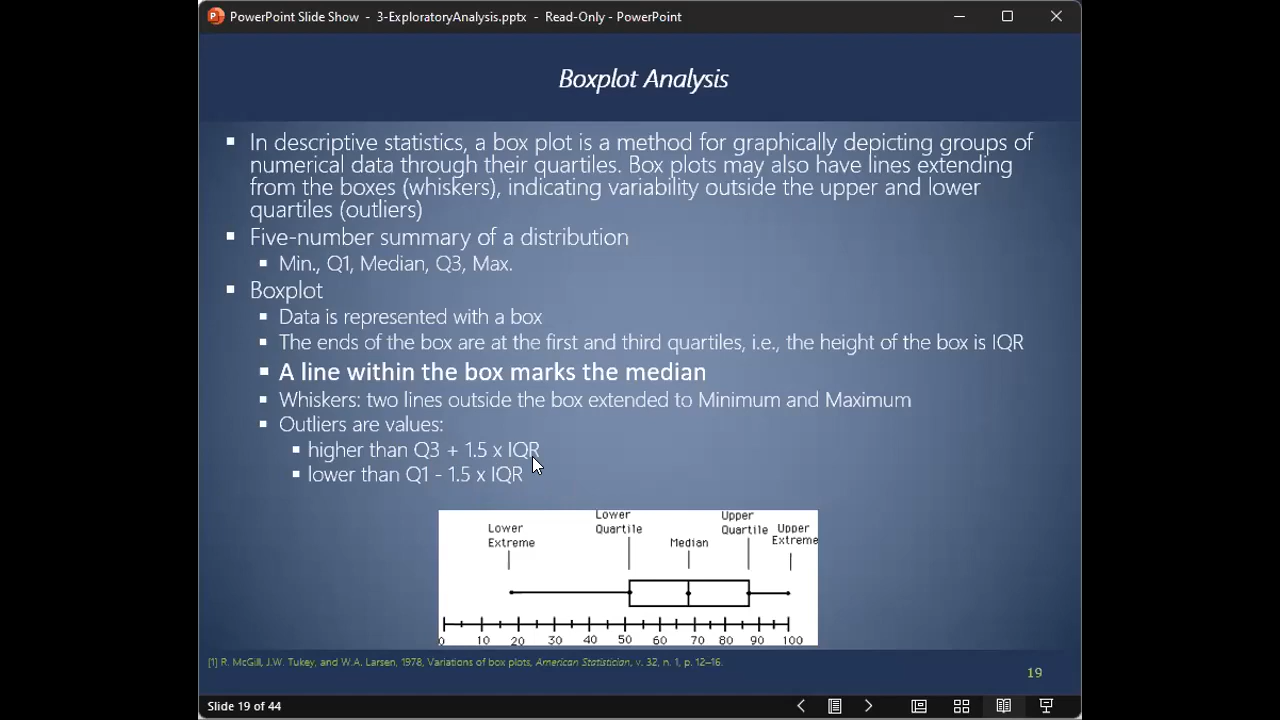 PowerPoint Slide Show - 3-ExploratoryAnalysis.pptx - Read-Only - PowerPoint
Boxplot Analysis
▪ In descriptive statistics, a box plot is a method for graphically depicting groups of
numerical data through their quartiles. Box plots may also have lines extending
from the boxes (whiskers), indicating variability outside the upper and lower
quartiles (outliers)
▪ Five-number summary of a distribution
▪ Min., Q1, Median, Q3, Max.
▪ Boxplot
▪ Data is represented with a box
▪ The ends of the box are at the first and third quartiles, i.e., the height of the box is IQR
▪ A line within the box marks the median
▪ Whiskers: two lines outside the box extended to Minimum and Maximum
▪ Outliers are values:
▪ higher than Q3 + 1.5 x IQR
▪ lower than Q1 - 1.5 x IQR
Lower
Extreme
Lower
Quartile
Median
Upper
Quartile
Upper
Extreme
0 10 20 30 40 50 60 70 80 90 100
[1] R. McGill, J.W. Tukey, and W.A. Larsen, 1978, Variations of box plots, American Statistician, v. 32, n. 1, p. 12–16.
19
Slide 19 of 44